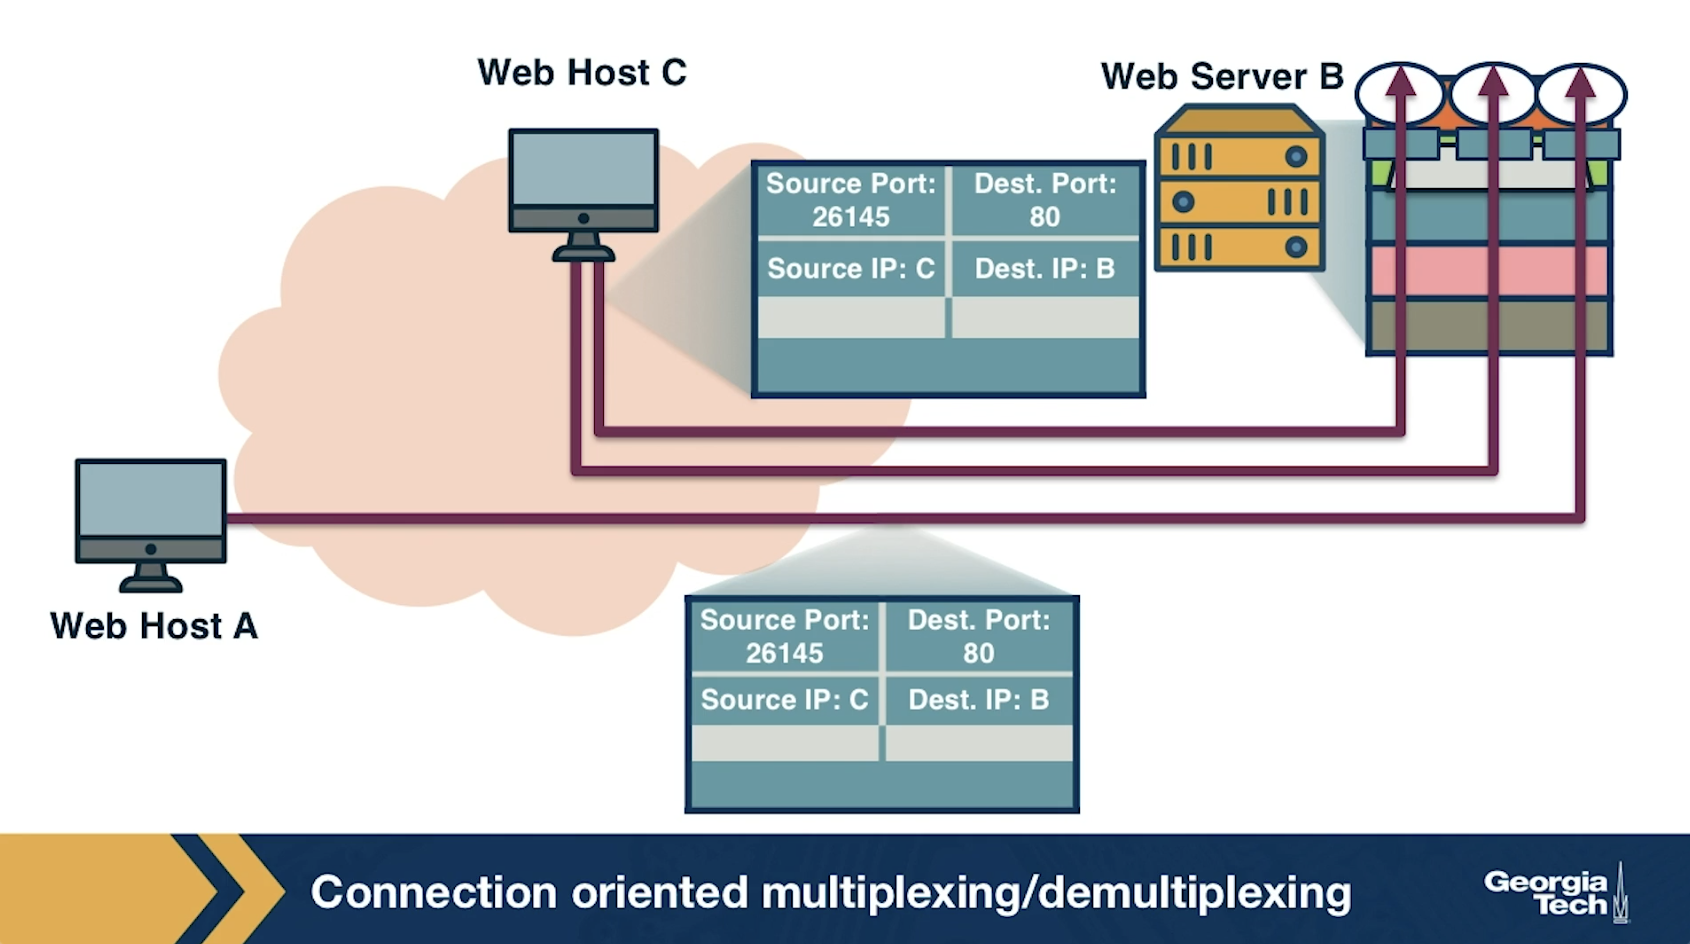 Web Host C
Web Server B
Source Port:
26145
Dest. Port:
80
Source IP: C
Dest. IP: B
Web Host A
Source Port:
26145
Dest. Port:
80
Source IP: C
Dest. IP: B
Connection oriented multiplexing/demultiplexing
Georgia
Tech